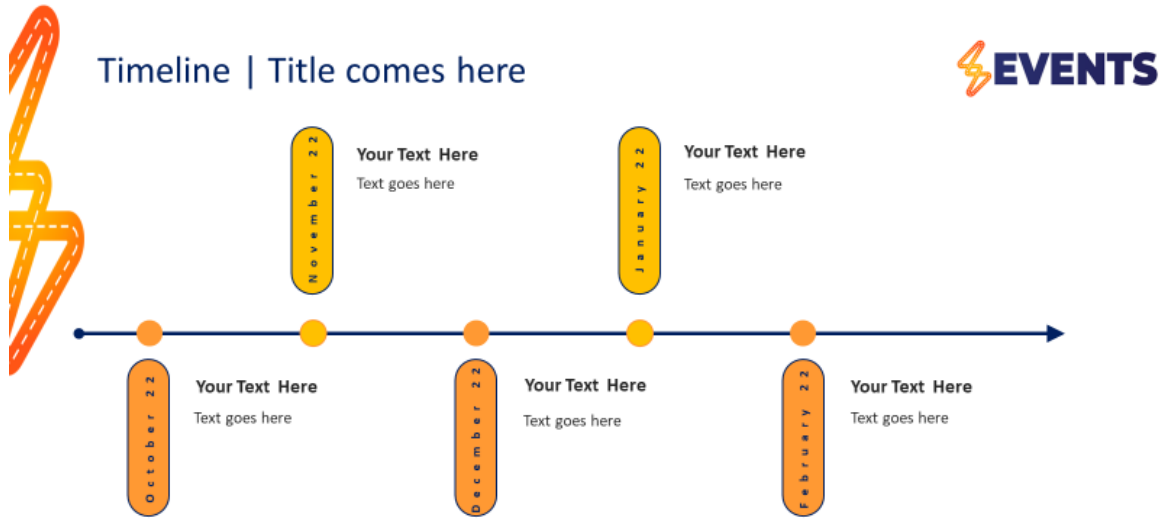 Timeline | Title comes here
EVENTS
November 22
Your Text Here
Text goes here
January 22
Your Text Here
Text goes here
October 22
Your Text Here
Text goes here
December 22
Your Text Here
Text goes here
February 22
Your Text Here
Text goes here